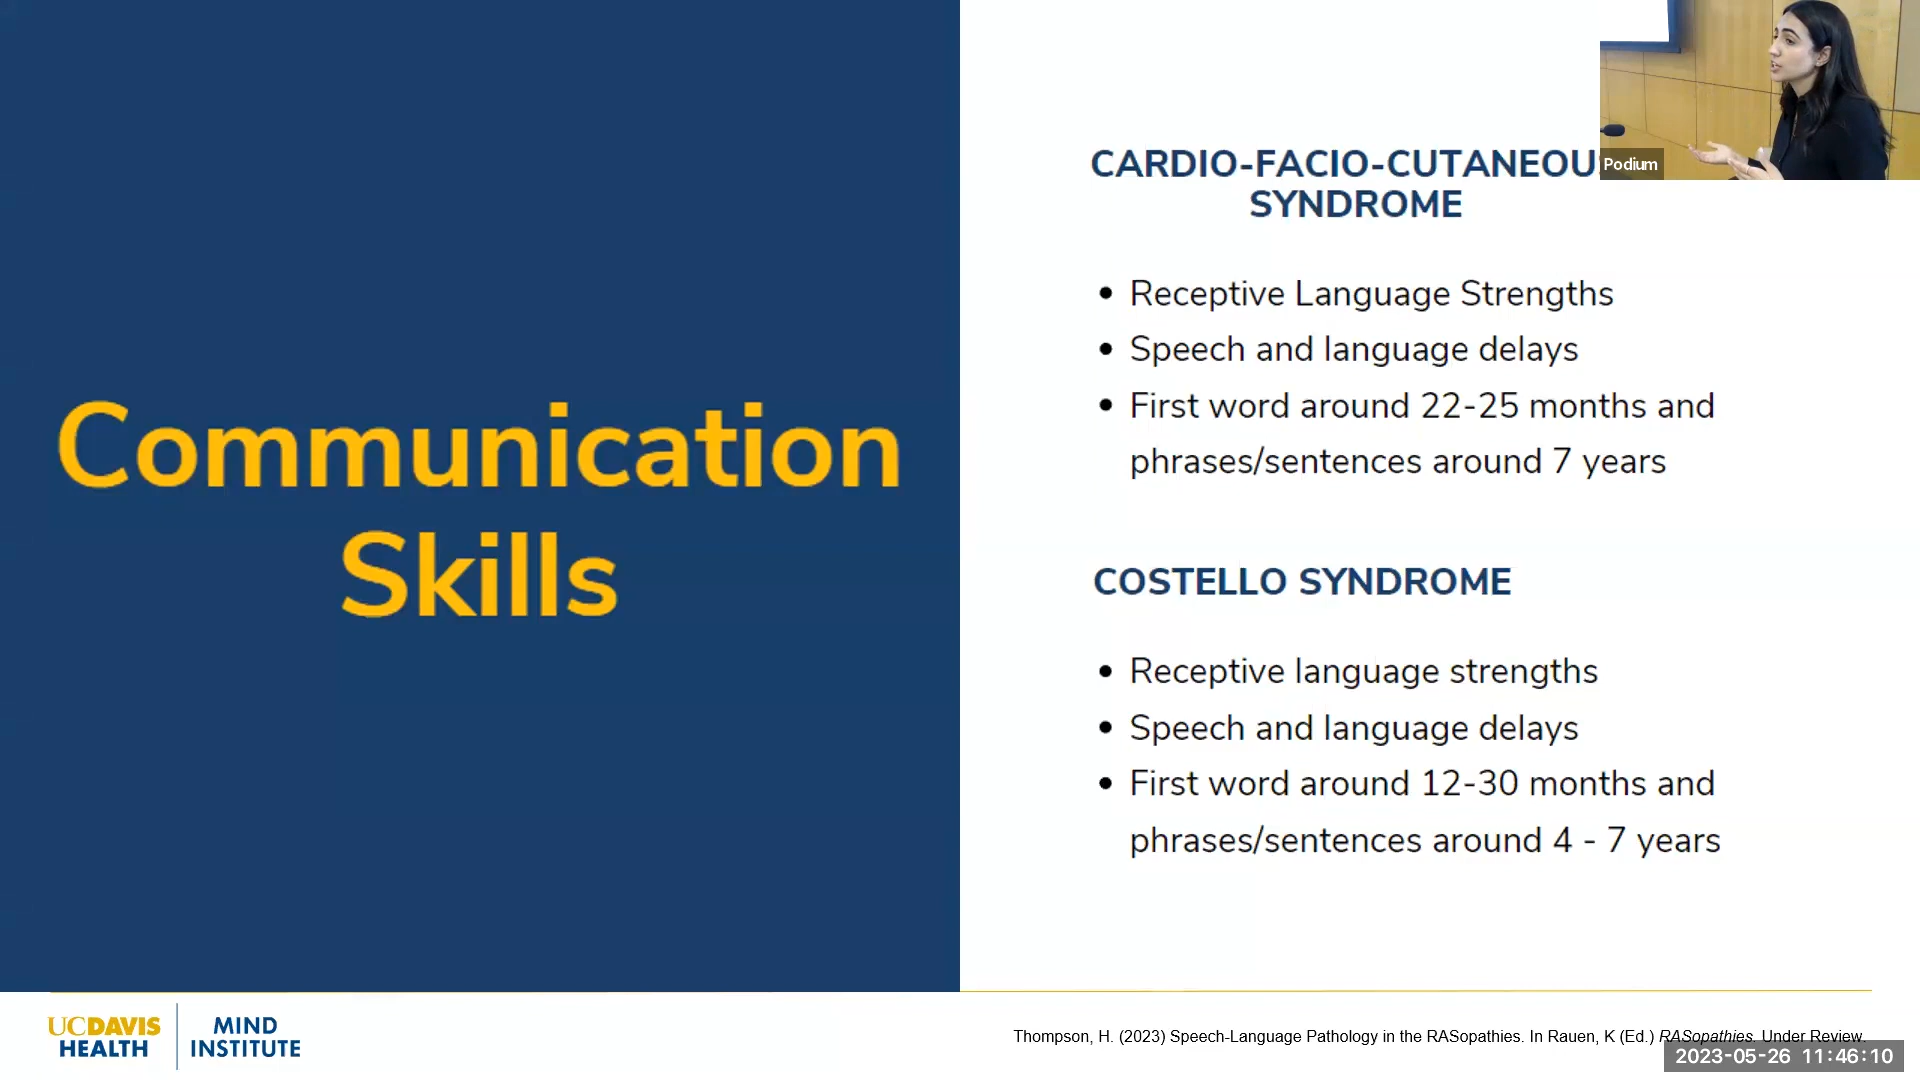 Communication
Skills
CARDIO-FACIO-CUTANEOU
SYNDROME
Receptive Language Strengths
Speech and language delays
First word around 22-25 months and
phrases/sentences around 7 years
COSTELLO SYNDROME
Receptive language strengths
Speech and language delays
First word around 12-30 months and
phrases/sentences around 4 - 7 years
Podium
UCDAVIS
HEALTH
MIND
INSTITUTE
Thompson, H. (2023) Speech-Language Pathology in the RASopathies. In Rauen, K (Ed.) RASopathies. Under Review.
2023-05-26 11:46:10